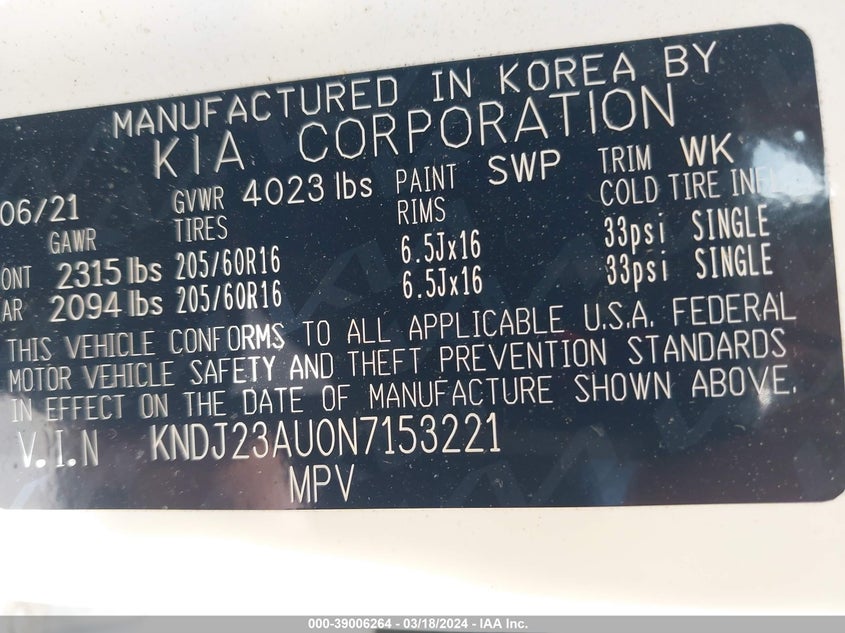 MANUFACTURED IN KOREA BY
KIA CORPORATION
06/21 GVWR 4023 lbs PAINT SWP TRIM WK
GAWR TIRES RIMS COLD TIRE INFL
ONT 2315 lbs 205/60R16 6.5Jx16 33psi SINGLE
AR 2094 lbs 205/60R16 6.5Jx16 33psi SINGLE
THIS VEHICLE CONFORMS TO ALL APPLICABLE U.S.A. FEDERAL
MOTOR VEHICLE SAFETY AND THEFT PREVENTION STANDARDS
IN EFFECT ON THE DATE OF MANUFACTURE SHOWN ABOVE.
V.I.N KNDJ23AU0N7153221
MPV
000-39006264 - 03/18/2024 - IAA Inc.